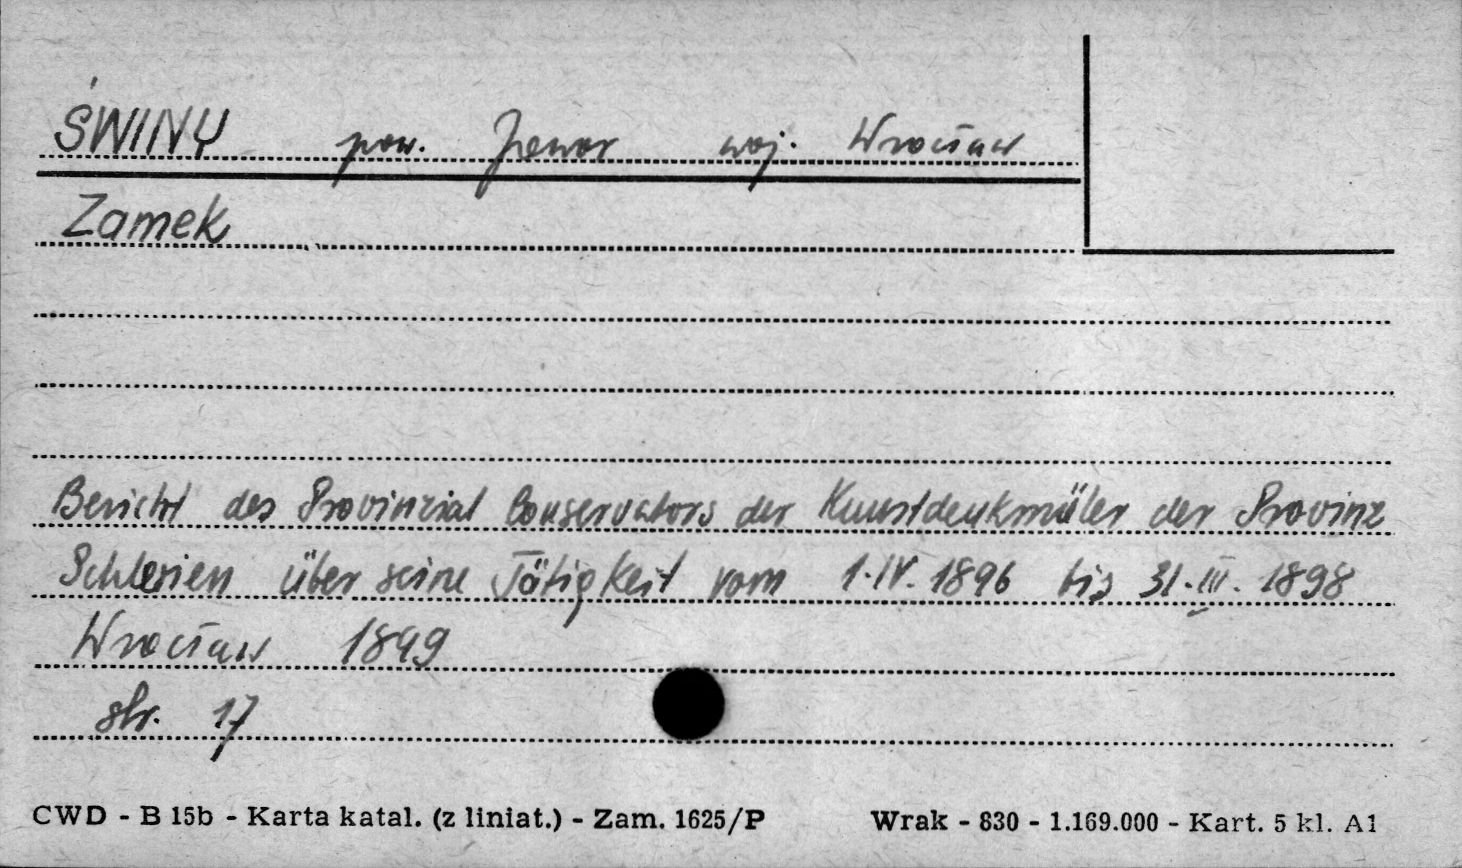 ŚWINY pow. Jawor woj. Wrocław
Zamek
Bericht des Provinzial Conservators der Kunstdenkmäler der Provinz
Schlesien über seine Tätigkeit vom 1.IV.1896 bis 31.III.1898
Wrocław 1899
str. 17
CWD - B 15b - Karta katal. (z liniat.) - Zam. 1625/P Wrak - 830 - 1.169.000 - Kart. 5 kl. A1